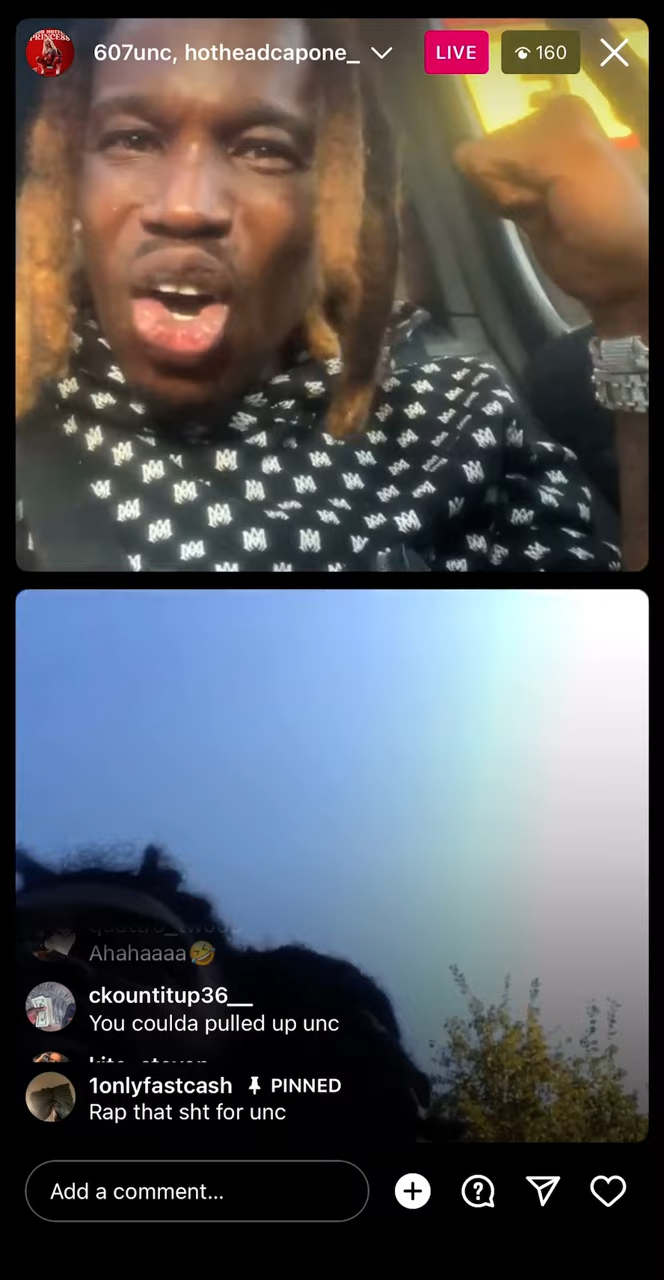 607unc, hotheadcapone_
LIVE
160
Ahahaaaa🤣
ckountitup36__
You coulda pulled up unc
1onlyfastcash PINNED
Rap that sht for unc
Add a comment...